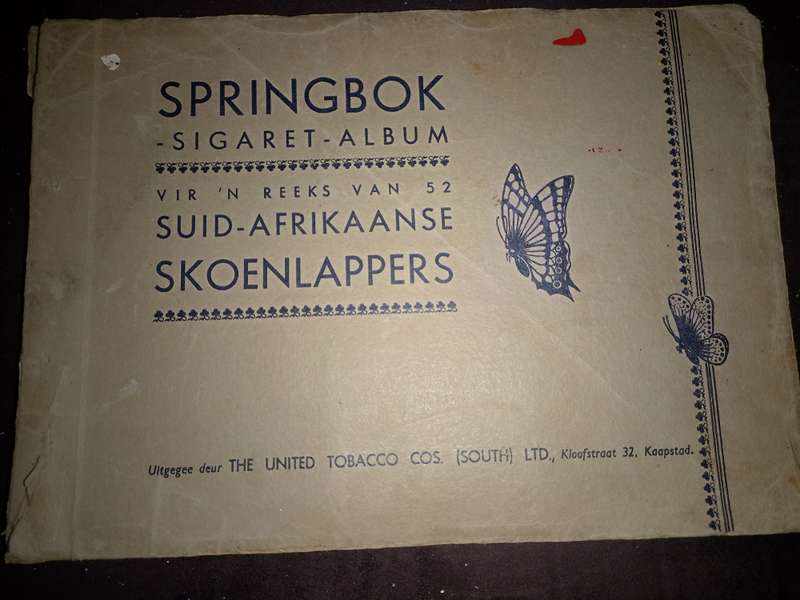 SPRINGBOK
-SIGARET-ALBUM
VIR 'N REEKS VAN 52
SUID-AFRIKAANSE
SKOENLAPPERS
Uitgegee deur THE UNITED TOBACCO COS. (SOUTH) LTD., Kloofstraat 32, Kaapstad.